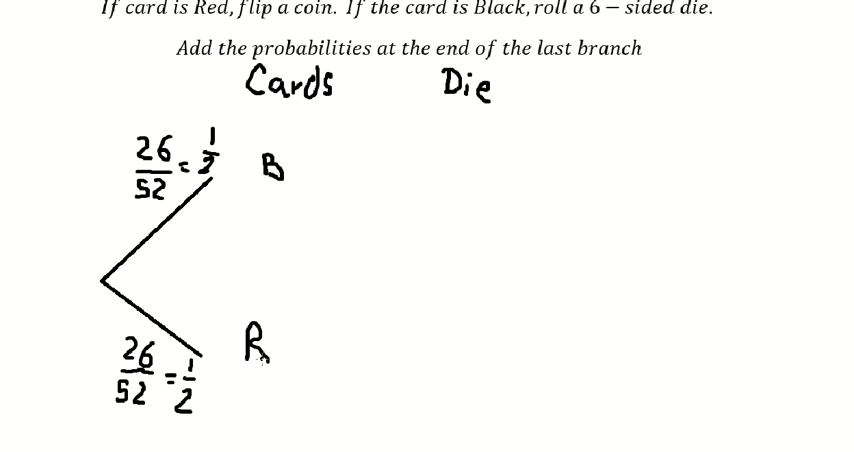 If card is Red, flip a coin. If the card is Black, roll a 6 − sided die.
Add the probabilities at the end of the last branch
Cards Die
26/52 = 1/2 B
26/52 = 1/2 R